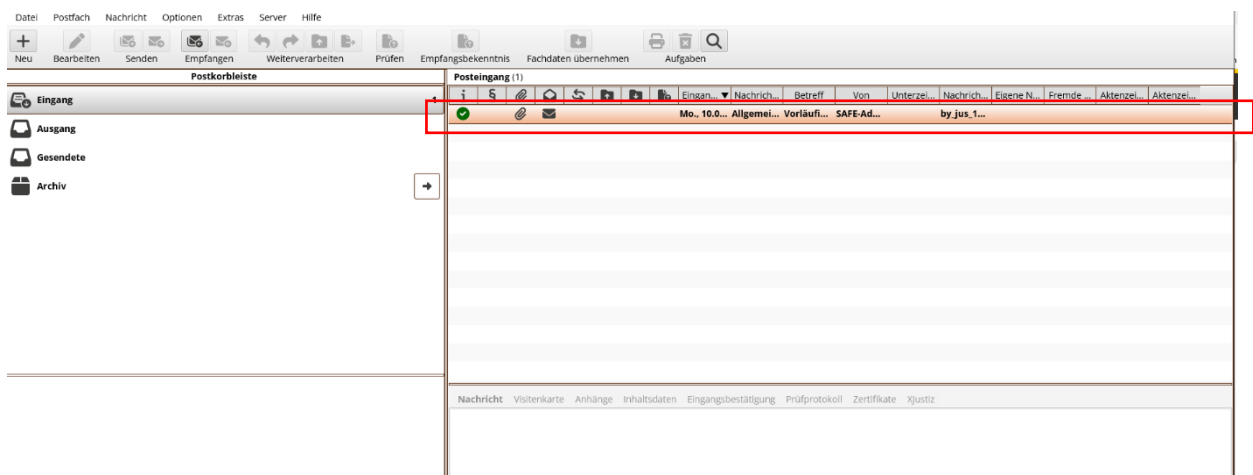 Datei Postfach Nachricht Optionen Extras Server Hilfe
Neu Bearbeiten Senden Empfangen Weiterverarbeiten Prüfen Empfangsbekenntnis Fachdaten übernehmen Aufgaben
Postkorbleiste
Eingang 1
Ausgang
Gesendete
Archiv
Posteingang (1)
i § Eingan... ▼ Nachrich... Betreff Von Unterzei... Nachrich... Eigene N... Fremde ... Aktenzei... Aktenzei...
Mo., 10.0... Allgemei... Vorläufi... SAFE-Ad... by_jus_1...
Nachricht Visitenkarte Anhänge Inhaltsdaten Eingangsbestätigung Prüfprotokoll Zertifikate XJustiz